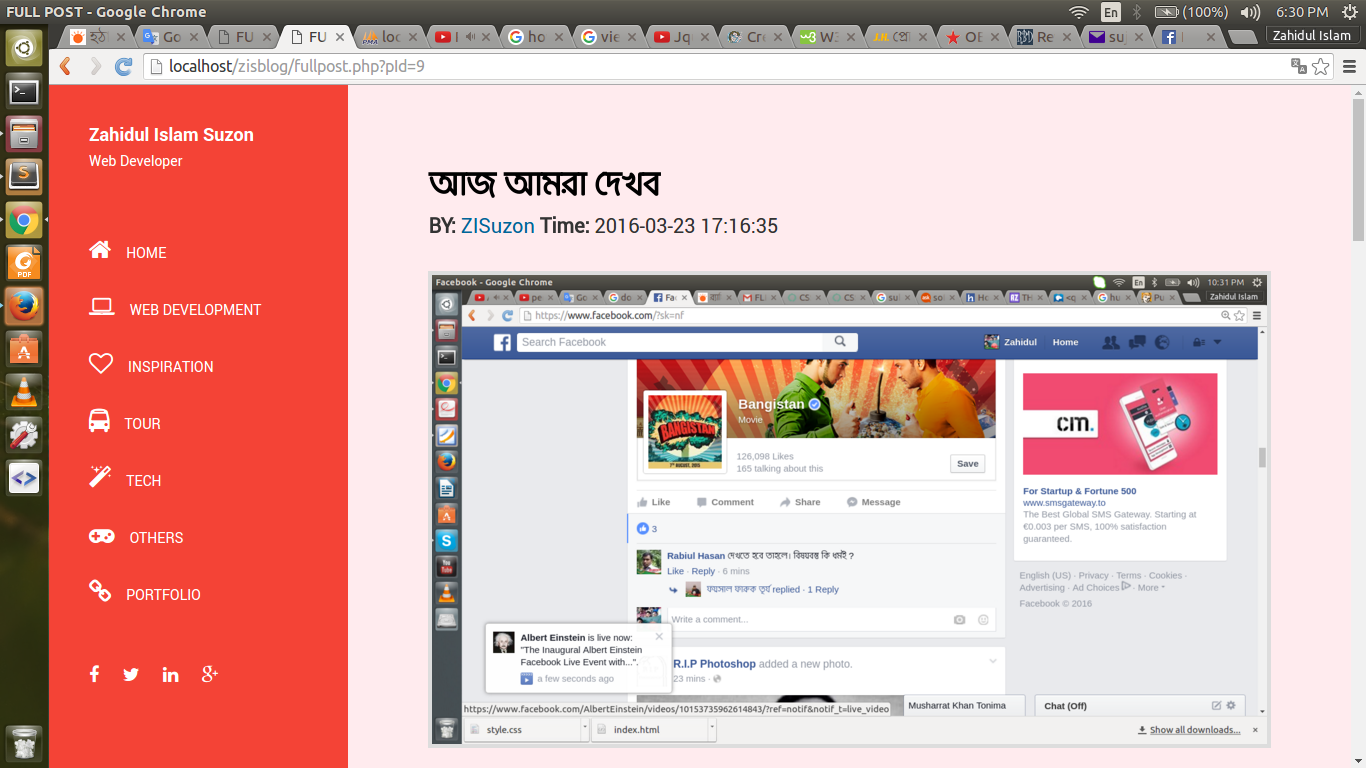 FULL POST - Google Chrome
En (100%) 6:30 PM
FU FU loc ho vie Jq Cro W3 OB Re su Zahidul Islam
localhost/zisblog/fullpost.php?pId=9
Zahidul Islam Suzon
Web Developer
HOME
WEB DEVELOPMENT
INSPIRATION
TOUR
TECH
OTHERS
PORTFOLIO
আজ আমরা দেখব
BY: ZISuzon Time: 2016-03-23 17:16:35
Facebook - Google Chrome
En 10:31 PM
Zahidul Islam
https://www.facebook.com/?sk=nf
Search Facebook
Zahidul Home
Bangistan
Movie
BANGISTAN
126,098 Likes
165 talking about this
Save
Like Comment Share Message
3
Rabiul Hasan দেখতে হবে তাহলে। বিষয়বস্তু কি ধর্মই ?
Like · Reply · 6 mins
ফয়সাল ফারুক তূর্য replied · 1 Reply
Write a comment...
R.I.P Photoshop added a new photo.
23 mins ·
Albert Einstein is live now:
"The Inaugural Albert Einstein
Facebook Live Event with...".
a few seconds ago
cm.
For Startup & Fortune 500
www.smsgateway.to
The Best Global SMS Gateway. Starting at
€0.003 per SMS, 100% satisfaction
guaranteed.
English (US) · Privacy · Terms · Cookies ·
Advertising · Ad Choices · More
Facebook © 2016
https://www.facebook.com/AlbertEinstein/videos/10153735962614843/?ref=notif&notif_t=live_video
Musharrat Khan Tonima
Chat (Off)
style.css
index.html
Show all downloads...